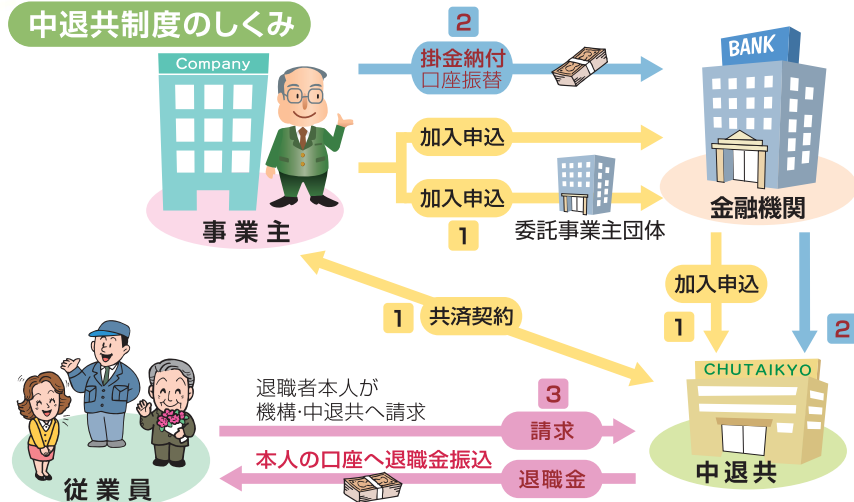 中退共制度のしくみ
2
掛金納付
口座振替
Company
BANK
加入申込
加入申込
1
委託事業主団体
事業主
金融機関
加入申込
1
2
1
共済契約
CHUTAIKYO
退職者本人が
機構・中退共へ請求
3
請求
本人の口座へ退職金振込
退職金
従業員
中退共